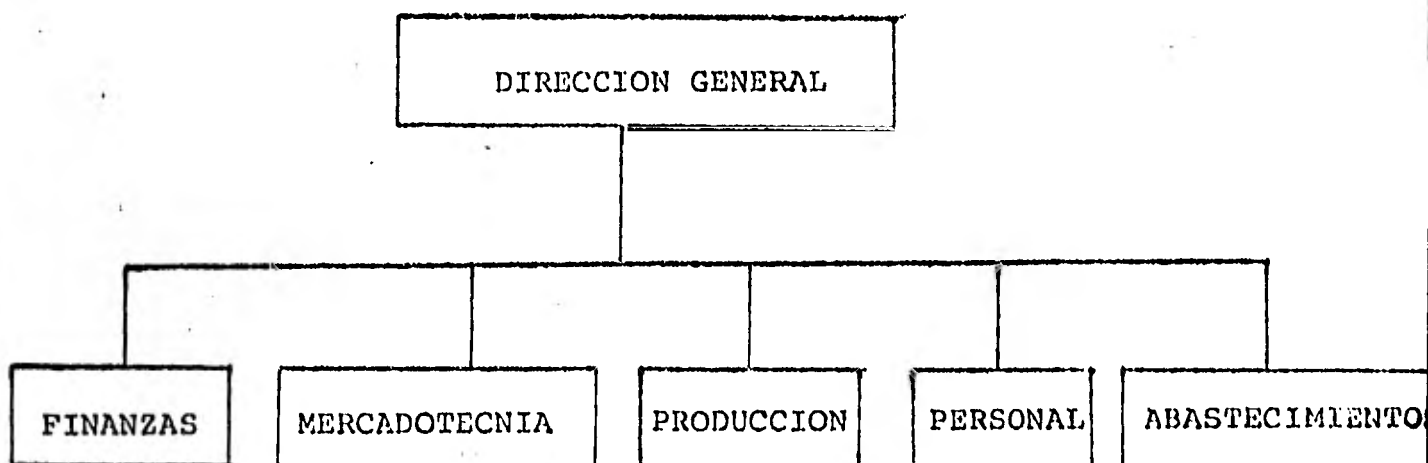 DIRECCION GENERAL
FINANZAS MERCADOTECNIA PRODUCCION PERSONAL ABASTECIMIENTO